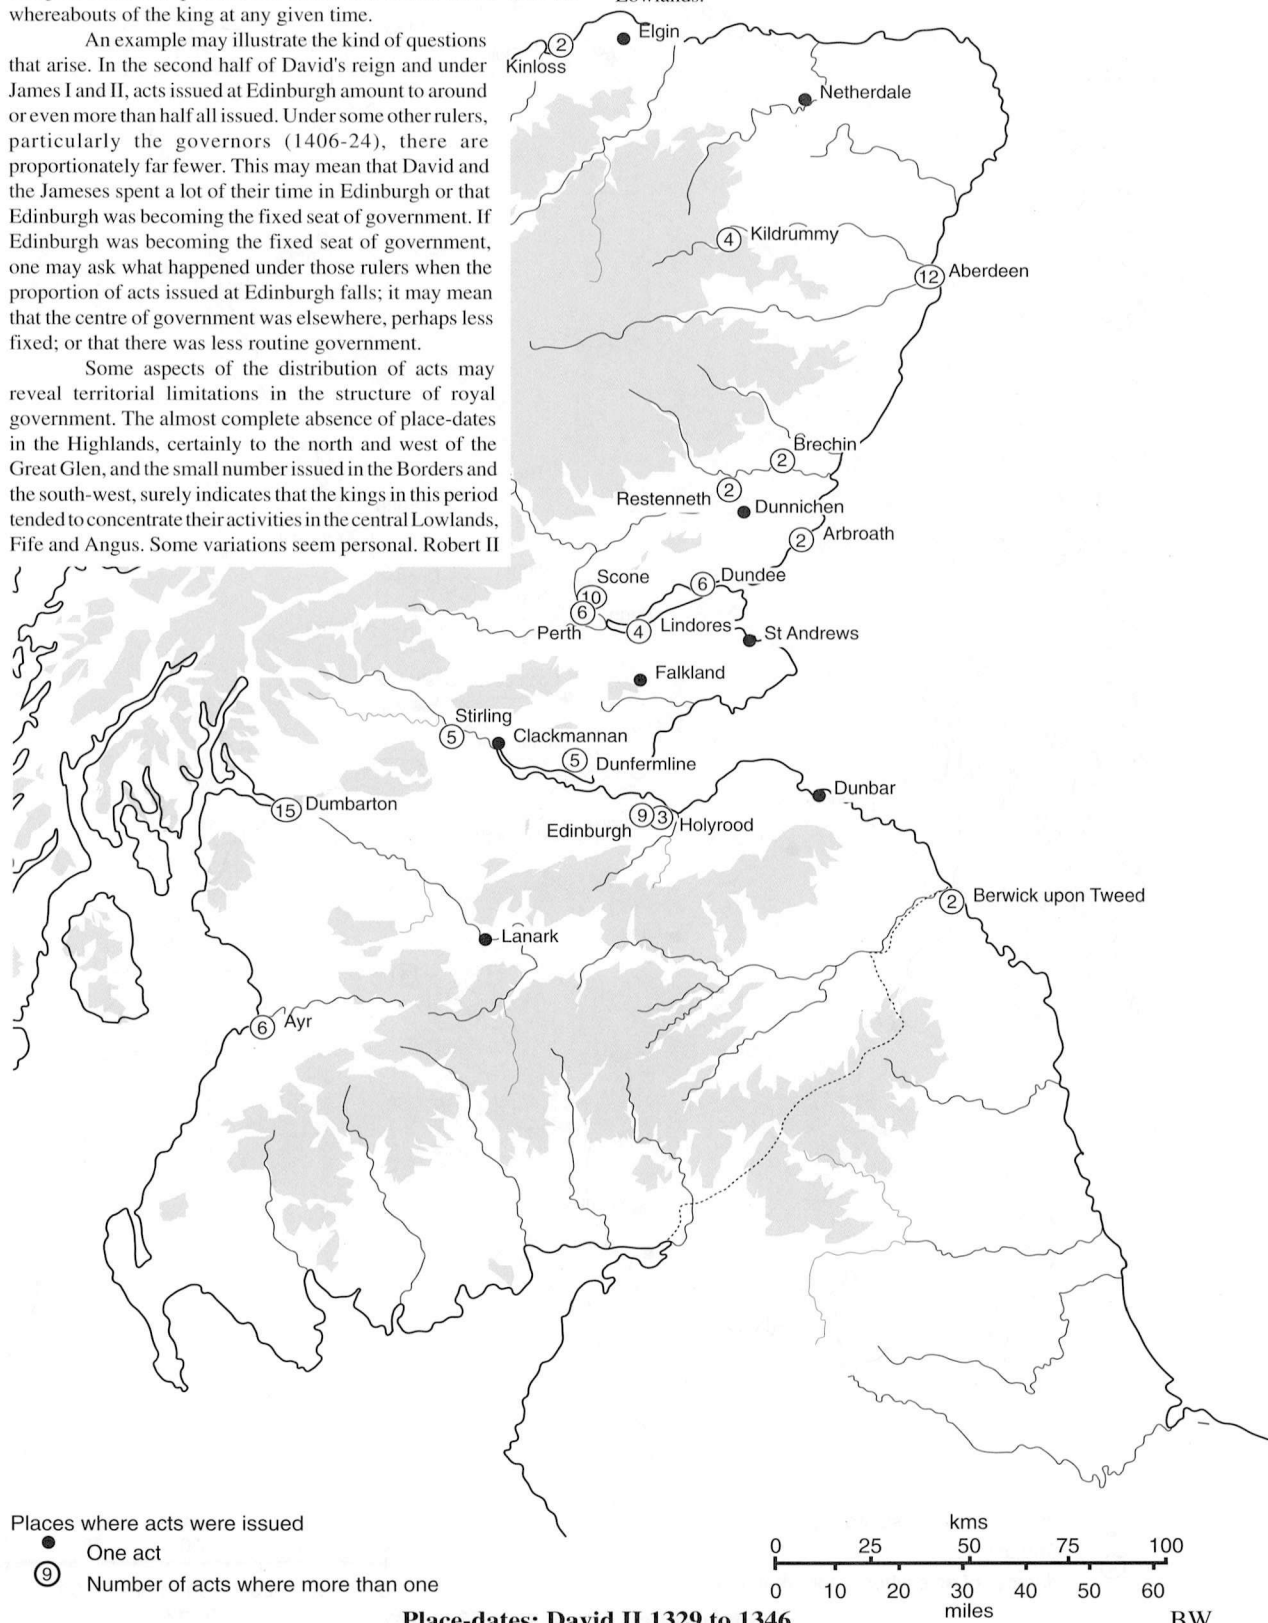 Lowlands.
whereabouts of the king at any given time.
An example may illustrate the kind of questions
that arise. In the second half of David's reign and under
James I and II, acts issued at Edinburgh amount to around
or even more than half all issued. Under some other rulers,
particularly the governors (1406-24), there are
proportionately far fewer. This may mean that David and
the Jameses spent a lot of their time in Edinburgh or that
Edinburgh was becoming the fixed seat of government. If
Edinburgh was becoming the fixed seat of government,
one may ask what happened under those rulers when the
proportion of acts issued at Edinburgh falls; it may mean
that the centre of government was elsewhere, perhaps less
fixed; or that there was less routine government.
Some aspects of the distribution of acts may
reveal territorial limitations in the structure of royal
government. The almost complete absence of place-dates
in the Highlands, certainly to the north and west of the
Great Glen, and the small number issued in the Borders and
the south-west, surely indicates that the kings in this period
tended to concentrate their activities in the central Lowlands,
Fife and Angus. Some variations seem personal. Robert II
Elgin
2
Kinloss
Netherdale
4 Kildrummy
12 Aberdeen
Brechin
2
Restenneth 2
Dunnichen
2 Arbroath
Scone
10
6 Dundee
6
Perth
4 Lindores
St Andrews
Falkland
Stirling
5
Clackmannan
5 Dunfermline
15 Dumbarton
Dunbar
9 3
Edinburgh Holyrood
2 Berwick upon Tweed
Lanark
6 Ayr
Places where acts were issued
One act
9 Number of acts where more than one
kms
0 25 50 75 100
0 10 20 30 40 50 60
miles
Place-dates: David II 1329 to 1346
BW